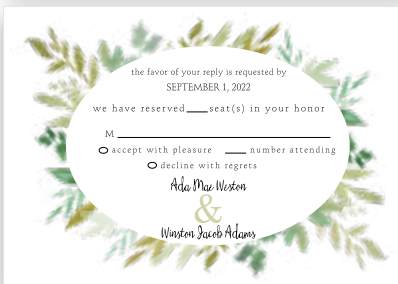 the favor of your reply is requested by
SEPTEMBER 1, 2022
we have reserved ___ seat(s) in your honor
M ______________________
accept with pleasure ___ number attending
decline with regrets
Ada Mae Weston
&
Winston Jacob Adams